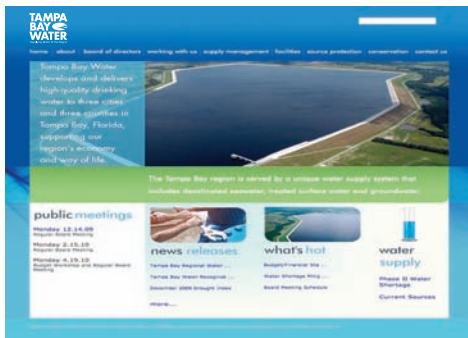 TAMPA
BAY
WATER
home about board of directors working with us supply management facilities source protection conservation contact us
Tampa Bay Water
develops and delivers
high-quality drinking
water to three cities
and three counties in
Tampa Bay, Florida,
supporting our
region's economy
and way of life.
The Tampa Bay region is served by a unique water supply system that
includes desalinated seawater, treated surface water and groundwater.
public meetings
Monday 12.14.09
Regular Board Meeting
Monday 2.15.10
Regular Board Meeting
Monday 4.19.10
Budget Workshop and Regular Board
Meeting
news releases
Tampa Bay Regional Water ...
Tampa Bay Water Regional ...
December 2009 Drought Index
more...
what's hot
Budget/Financial Sta ...
Water Shortage Mitig ...
Board Meeting Schedule
water
supply
Phase II Water
Shortage
Current Sources